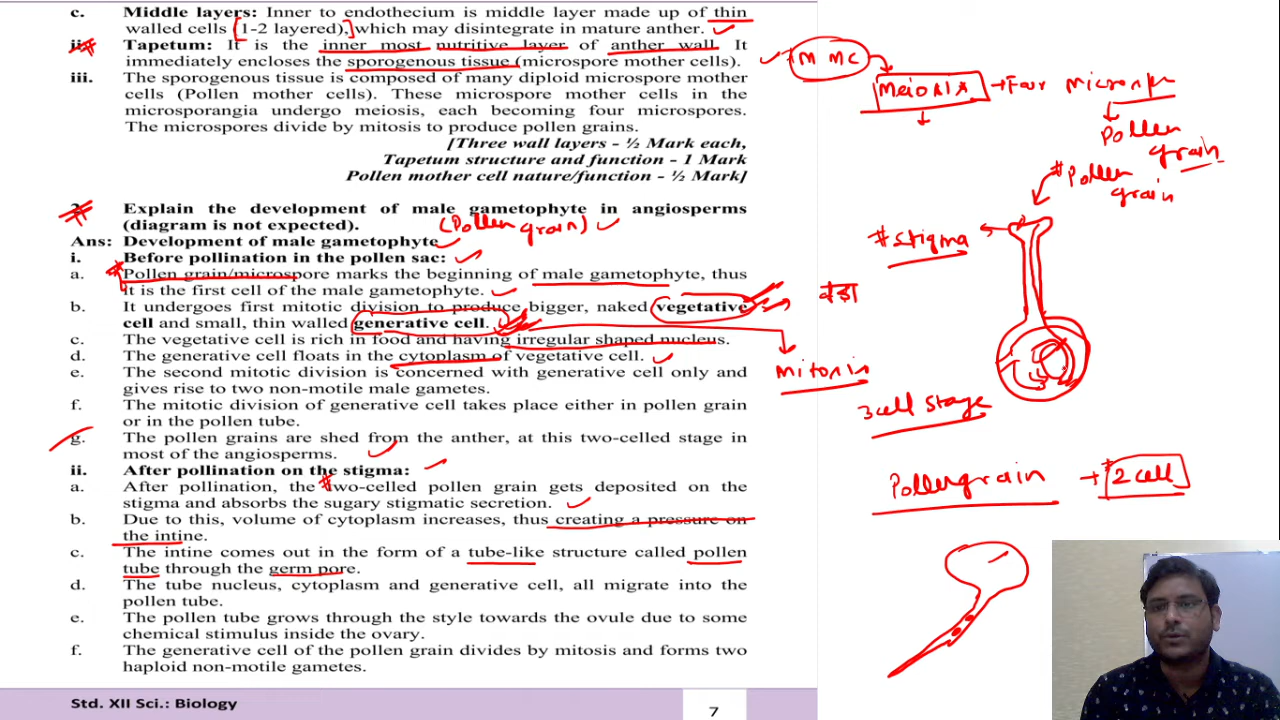 c. Middle layers: Inner to endothecium is middle layer made up of thin
walled cells [1-2 layered), which may disintegrate in mature anther.
ii. Tapetum: It is the inner most nutritive layer of anther wall. It
immediately encloses the sporogenous tissue (microspore mother cells).
iii. The sporogenous tissue is composed of many diploid microspore mother
cells (Pollen mother cells). These microspore mother cells in the
microsporangia undergo meiosis, each becoming four microspores.
The microspores divide by mitosis to produce pollen grains.
[Three wall layers - ½ Mark each,
Tapetum structure and function - 1 Mark
Pollen mother cell nature/function - ½ Mark]
Explain the development of male gametophyte in angiosperms
(diagram is not expected).
(Pollen grain)
Ans: Development of male gametophyte
i. Before pollination in the pollen sac:
a. Pollen grain/microspore marks the beginning of male gametophyte, thus
it is the first cell of the male gametophyte.
b. It undergoes first mitotic division to produce bigger, naked vegetative
cell and small, thin walled generative cell.
c. The vegetative cell is rich in food and having irregular shaped nucleus.
d. The generative cell floats in the cytoplasm of vegetative cell.
e. The second mitotic division is concerned with generative cell only and
gives rise to two non-motile male gametes.
f. The mitotic division of generative cell takes place either in pollen grain
or in the pollen tube.
g. The pollen grains are shed from the anther, at this two-celled stage in
most of the angiosperms.
ii. After pollination on the stigma:
a. After pollination, the two-celled pollen grain gets deposited on the
stigma and absorbs the sugary stigmatic secretion.
b. Due to this, volume of cytoplasm increases, thus creating a pressure on
the intine.
c. The intine comes out in the form of a tube-like structure called pollen
tube through the germ pore.
d. The tube nucleus, cytoplasm and generative cell, all migrate into the
pollen tube.
e. The pollen tube grows through the style towards the ovule due to some
chemical stimulus inside the ovary.
f. The generative cell of the pollen grain divides by mitosis and forms two
haploid non-motile gametes.
Std. XII Sci.: Biology
7
M MC
Meiosis → Four
Pollen
grain
# Pollen
grain
# Stigma
बडा
mitosis
3 cell stage
Pollengrain → 2 cell